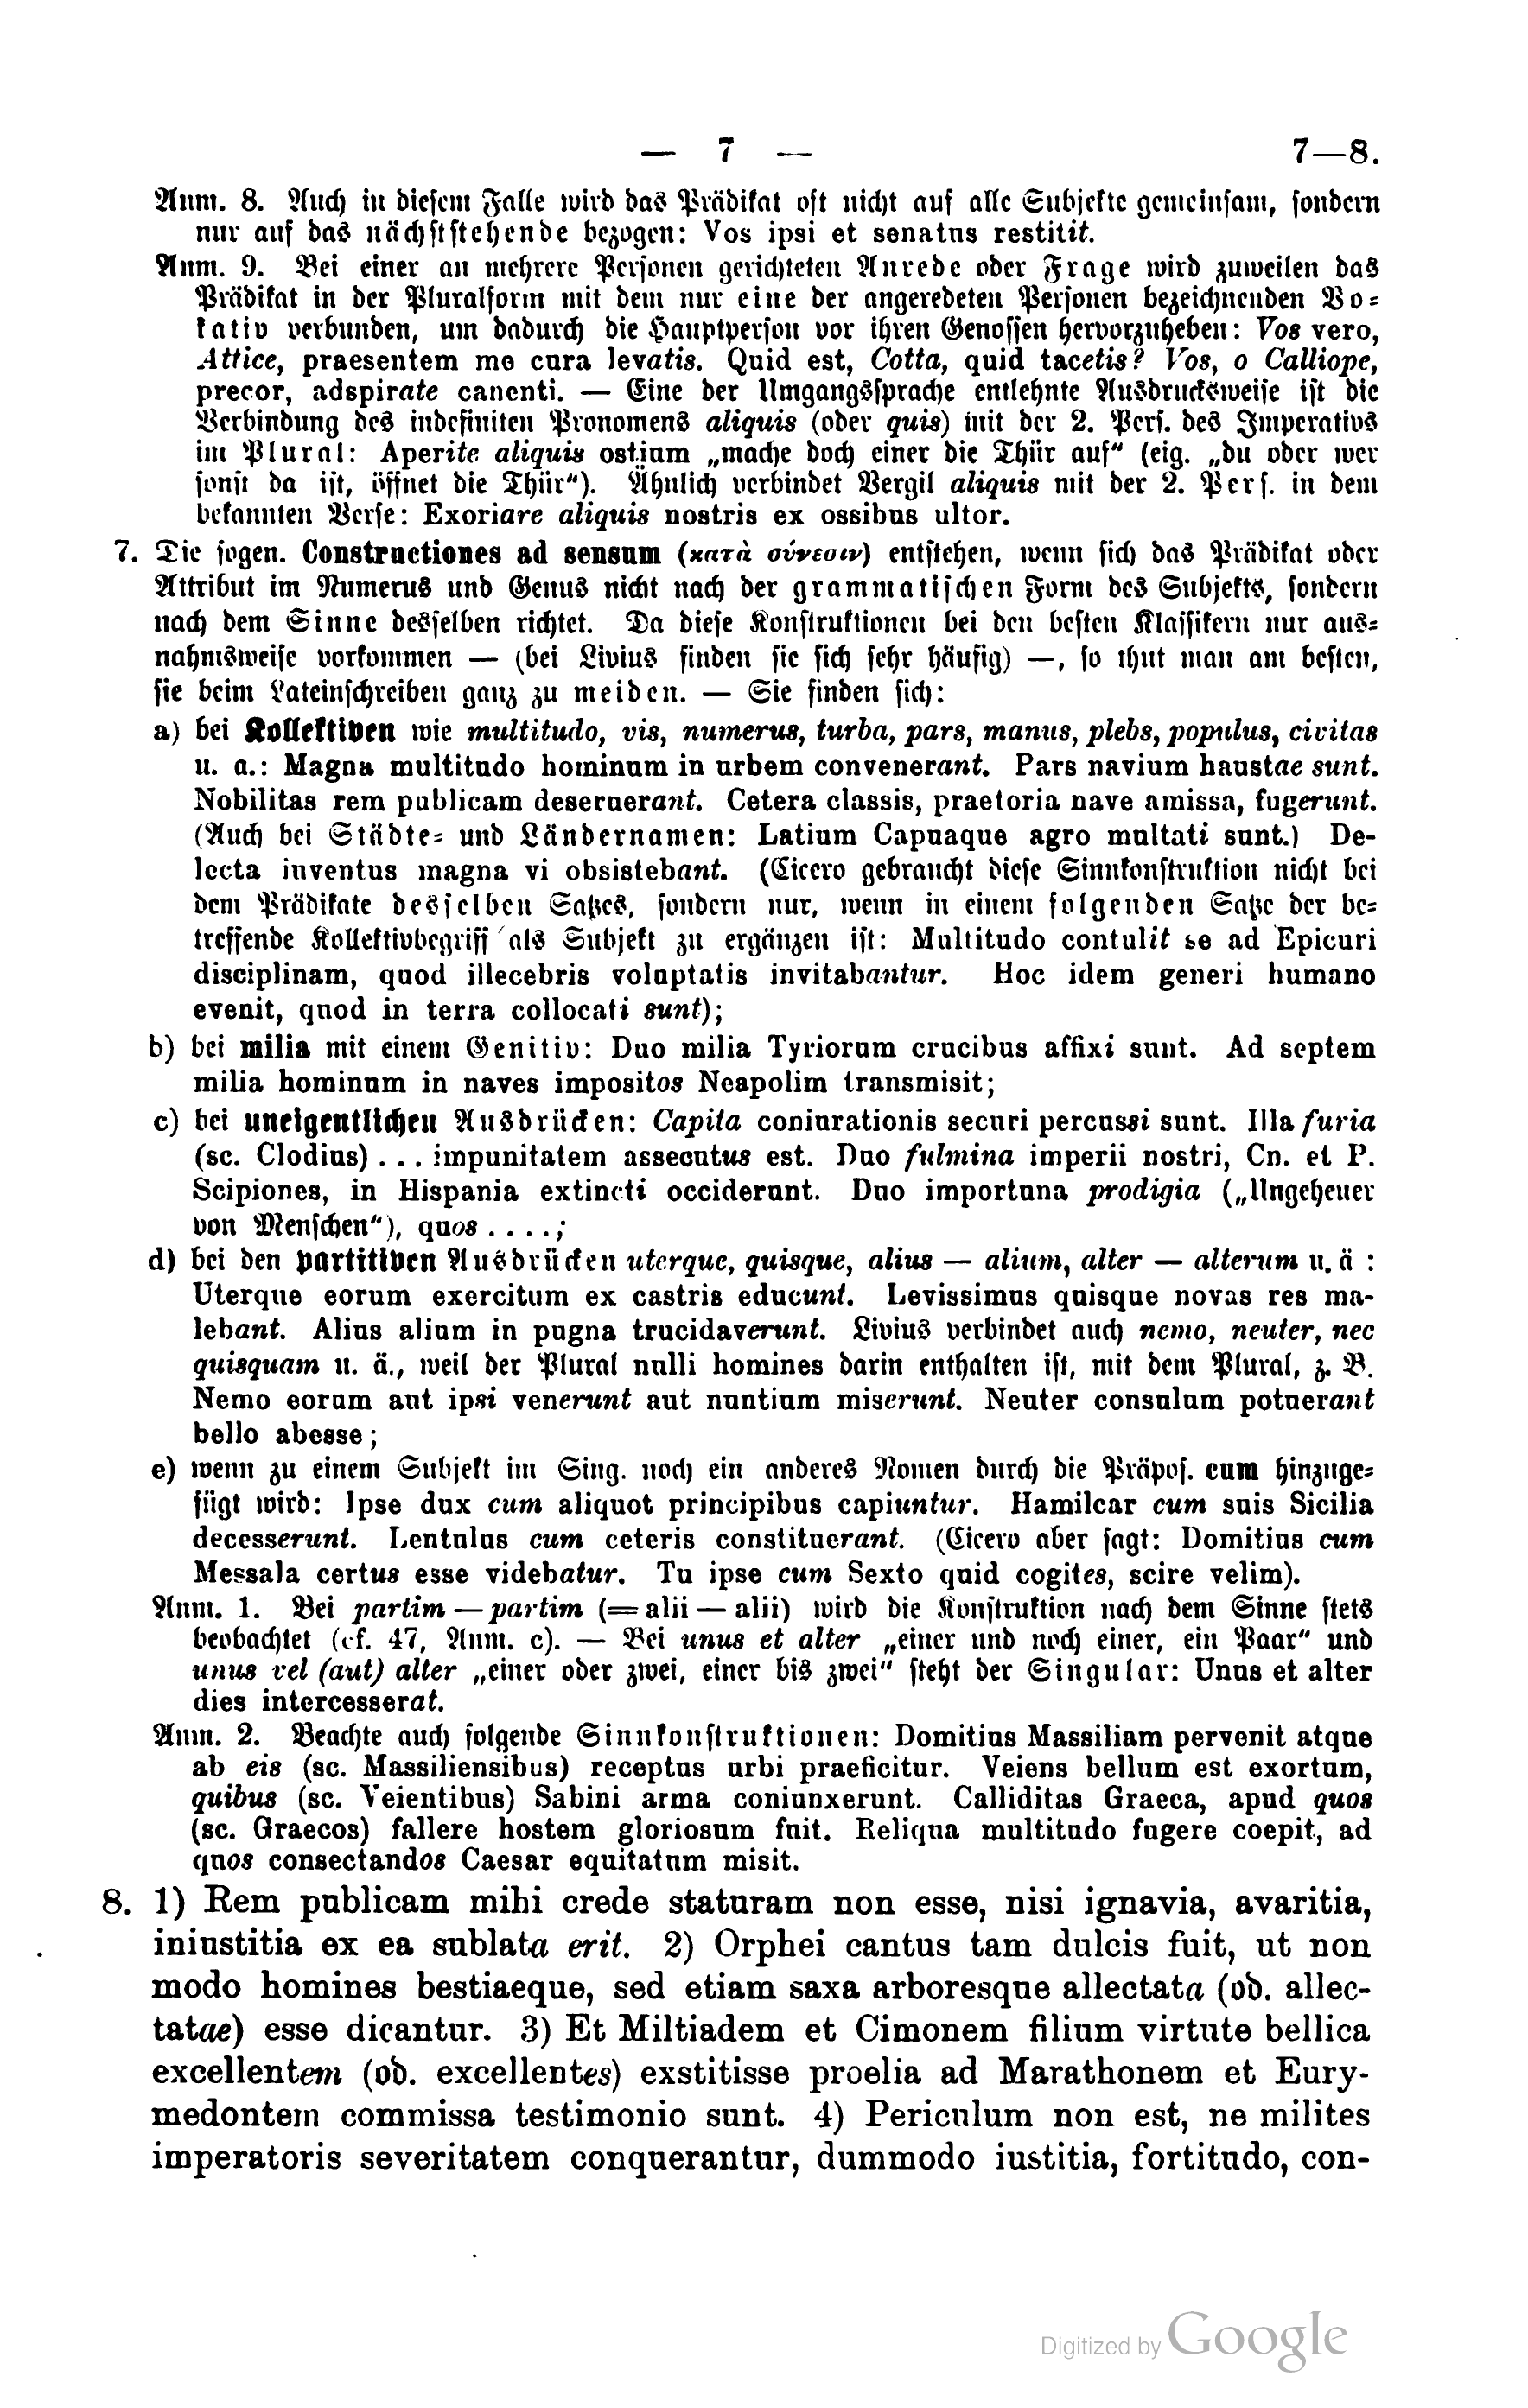 — 7 — 7—8.
Anm. 8. Auch in diesem Falle wird das Prädikat oft nicht auf alle Subjekte gemeinsam, sondern
nur auf das nächststehende bezogen: Vos ipsi et senatus restitit.
Anm. 9. Bei einer an mehrere Personen gerichteten Anrede oder Frage wird zuweilen das
Prädikat in der Pluralform mit dem nur eine der angeredeten Personen bezeichnenden Vo-
kativ verbunden, um dadurch die Hauptperson vor ihren Genossen hervorzuheben: Vos vero,
Attice, praesentem me cura levatis. Quid est, Cotta, quid tacetis? Vos, o Calliope,
precor, adspirate canenti. — Eine der Umgangssprache entlehnte Ausdrucksweise ist die
Verbindung des indefiniten Pronomens aliquis (oder quis) mit der 2. Pers. des Imperativs
im Plural: Aperite aliquis ostium „mache doch einer die Thür auf“ (eig. „du oder wer
sonst da ist, öffnet die Thür“). Ähnlich verbindet Vergil aliquis mit der 2. Pers. in dem
bekannten Verse: Exoriare aliquis nostris ex ossibus ultor.
7. Die sogen. Constructiones ad sensum (κατὰ σύνεσιν) entstehen, wenn sich das Prädikat oder
Attribut im Numerus und Genus nicht nach der grammatischen Form des Subjekts, sondern
nach dem Sinne desselben richtet. Da diese Konstruktionen bei den besten Klassikern nur aus-
nahmsweise vorkommen — (bei Livius finden sie sich sehr häufig) —, so thut man am besten,
sie beim Lateinschreiben ganz zu meiden. — Sie finden sich:
a) bei Kollektiven wie multitudo, vis, numerus, turba, pars, manus, plebs, populus, civitas
u. a.: Magna multitudo hominum in urbem convenerant. Pars navium haustae sunt.
Nobilitas rem publicam deseruerant. Cetera classis, praetoria nave amissa, fugerunt.
(Auch bei Städte- und Ländernamen: Latium Capuaque agro multati sunt.) De-
lecta iuventus magna vi obsistebant. (Cicero gebraucht diese Sinnkonstruktion nicht bei
dem Prädikate desselben Satzes, sondern nur, wenn in einem folgenden Satze der be-
treffende Kollektivbegriff als Subjekt zu ergänzen ist: Multitudo contulit se ad Epicuri
disciplinam, quod illecebris voluptatis invitabantur. Hoc idem generi humano
evenit, quod in terra collocati sunt);
b) bei milia mit einem Genitiv: Duo milia Tyriorum crucibus affixi sunt. Ad septem
milia hominum in naves impositos Neapolim transmisit;
c) bei uneigentlichen Ausdrücken: Capita coniurationis securi percussi sunt. Illa furia
(sc. Clodius) . . . impunitatem assecutus est. Duo fulmina imperii nostri, Cn. et P.
Scipiones, in Hispania extincti occiderunt. Duo importuna prodigia („Ungeheuer
von Menschen“), quos . . . .;
d) bei den partitiven Ausdrücken uterque, quisque, alius — alium, alter — alterum u. ä :
Uterque eorum exercitum ex castris educunt. Levissimus quisque novas res ma-
lebant. Alius alium in pugna trucidaverunt. Livius verbindet auch nemo, neuter, nec
quisquam u. ä., weil der Plural nulli homines darin enthalten ist, mit dem Plural, z. B.
Nemo eorum aut ipsi venerunt aut nuntium miserunt. Neuter consulum potuerant
bello abesse;
e) wenn zu einem Subjekt im Sing. noch ein anderes Nomen durch die Präpos. cum hinzuge-
fügt wird: Ipse dux cum aliquot principibus capiuntur. Hamilcar cum suis Sicilia
decesserunt. Lentulus cum ceteris constituerant. (Cicero aber sagt: Domitius cum
Messala certus esse videbatur. Tu ipse cum Sexto quid cogites, scire velim).
Anm. 1. Bei partim — partim (= alii — alii) wird die Konstruktion nach dem Sinne stets
beobachtet (cf. 47, Anm. c). — Bei unus et alter „einer und noch einer, ein Paar“ und
unus vel (aut) alter „einer oder zwei, einer bis zwei“ steht der Singular: Unus et alter
dies intercesserat.
Anm. 2. Beachte auch folgende Sinnkonstruktionen: Domitius Massiliam pervenit atque
ab eis (sc. Massiliensibus) receptus urbi praeficitur. Veiens bellum est exortum,
quibus (sc. Veientibus) Sabini arma coniunxerunt. Calliditas Graeca, apud quos
(sc. Graecos) fallere hostem gloriosum fuit. Reliqua multitudo fugere coepit, ad
quos consectandos Caesar equitatum misit.
8. 1) Rem publicam mihi crede staturam non esse, nisi ignavia, avaritia,
iniustitia ex ea sublata erit. 2) Orphei cantus tam dulcis fuit, ut non
modo homines bestiaeque, sed etiam saxa arboresque allectata (od. allec-
tatae) esse dicantur. 3) Et Miltiadem et Cimonem filium virtute bellica
excellentem (od. excellentes) exstitisse proelia ad Marathonem et Eury-
medontem commissa testimonio sunt. 4) Periculum non est, ne milites
imperatoris severitatem conquerantur, dummodo iustitia, fortitudo, con-
Digitized by Google